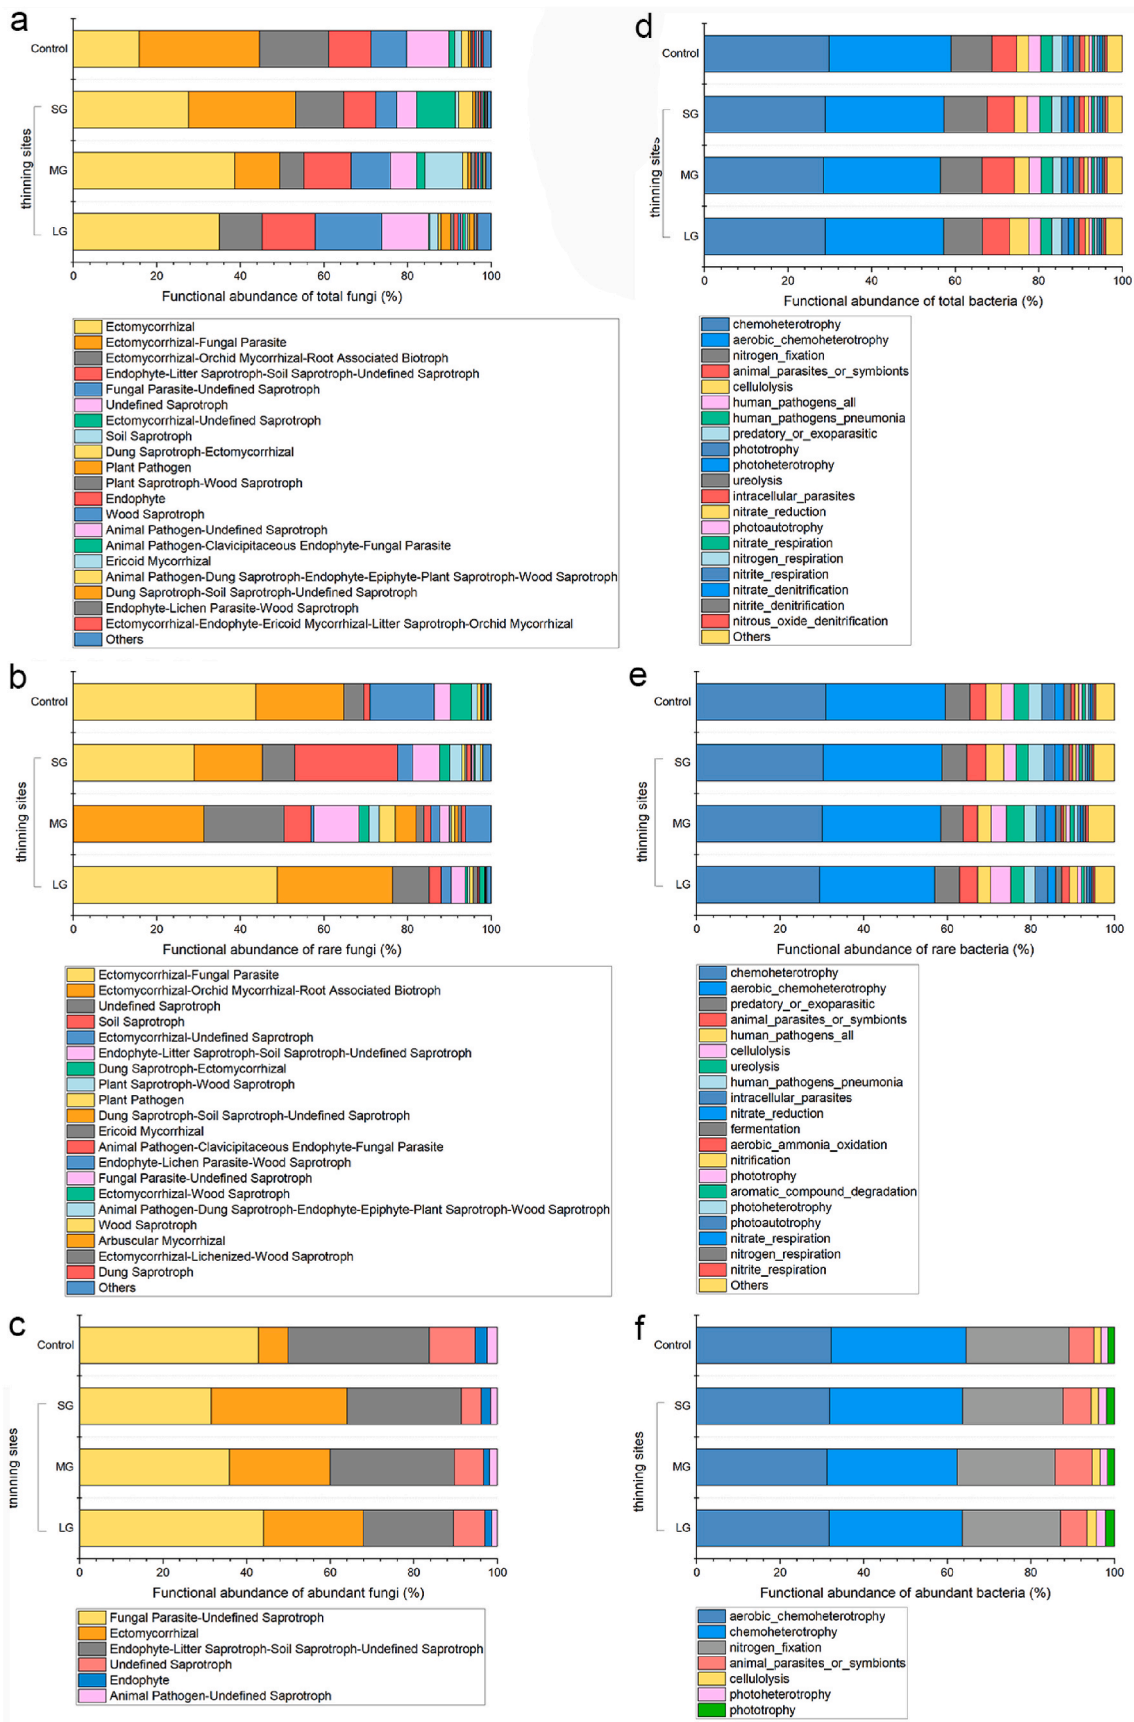 a
Control
SG
MG
LG
thinning sites
0 20 40 60 80 100
Functional abundance of total fungi (%)
Ectomycorrhizal
Ectomycorrhizal-Fungal Parasite
Ectomycorrhizal-Orchid Mycorrhizal-Root Associated Biotroph
Endophyte-Litter Saprotroph-Soil Saprotroph-Undefined Saprotroph
Fungal Parasite-Undefined Saprotroph
Undefined Saprotroph
Ectomycorrhizal-Undefined Saprotroph
Soil Saprotroph
Dung Saprotroph-Ectomycorrhizal
Plant Pathogen
Plant Saprotroph-Wood Saprotroph
Endophyte
Wood Saprotroph
Animal Pathogen-Undefined Saprotroph
Animal Pathogen-Clavicipitaceous Endophyte-Fungal Parasite
Ericoid Mycorrhizal
Animal Pathogen-Dung Saprotroph-Endophyte-Epiphyte-Plant Saprotroph-Wood Saprotroph
Dung Saprotroph-Soil Saprotroph-Undefined Saprotroph
Endophyte-Lichen Parasite-Wood Saprotroph
Ectomycorrhizal-Endophyte-Ericoid Mycorrhizal-Litter Saprotroph-Orchid Mycorrhizal
Others
b
Control
SG
MG
LG
thinning sites
0 20 40 60 80 100
Functional abundance of rare fungi (%)
Ectomycorrhizal-Fungal Parasite
Ectomycorrhizal-Orchid Mycorrhizal-Root Associated Biotroph
Undefined Saprotroph
Soil Saprotroph
Ectomycorrhizal-Undefined Saprotroph
Endophyte-Litter Saprotroph-Soil Saprotroph-Undefined Saprotroph
Dung Saprotroph-Ectomycorrhizal
Plant Saprotroph-Wood Saprotroph
Plant Pathogen
Dung Saprotroph-Soil Saprotroph-Undefined Saprotroph
Ericoid Mycorrhizal
Animal Pathogen-Clavicipitaceous Endophyte-Fungal Parasite
Endophyte-Lichen Parasite-Wood Saprotroph
Fungal Parasite-Undefined Saprotroph
Ectomycorrhizal-Wood Saprotroph
Animal Pathogen-Dung Saprotroph-Endophyte-Epiphyte-Plant Saprotroph-Wood Saprotroph
Wood Saprotroph
Arbuscular Mycorrhizal
Ectomycorrhizal-Lichenized-Wood Saprotroph
Dung Saprotroph
Others
c
Control
SG
MG
LG
thinning sites
0 20 40 60 80 100
Functional abundance of abundant fungi (%)
Fungal Parasite-Undefined Saprotroph
Ectomycorrhizal
Endophyte-Litter Saprotroph-Soil Saprotroph-Undefined Saprotroph
Undefined Saprotroph
Endophyte
Animal Pathogen-Undefined Saprotroph
d
Control
SG
MG
LG
thinning sites
0 20 40 60 80 100
Functional abundance of total bacteria (%)
chemoheterotrophy
aerobic_chemoheterotrophy
nitrogen_fixation
animal_parasites_or_symbionts
cellulolysis
human_pathogens_all
human_pathogens_pneumonia
predatory_or_exoparasitic
phototrophy
photoheterotrophy
ureolysis
intracellular_parasites
nitrate_reduction
photoautotrophy
nitrate_respiration
nitrogen_respiration
nitrite_respiration
nitrate_denitrification
nitrite_denitrification
nitrous_oxide_denitrification
Others
e
Control
SG
MG
LG
thinning sites
0 20 40 60 80 100
Functional abundance of rare bacteria (%)
chemoheterotrophy
aerobic_chemoheterotrophy
predatory_or_exoparasitic
animal_parasites_or_symbionts
human_pathogens_all
cellulolysis
ureolysis
human_pathogens_pneumonia
intracellular_parasites
nitrate_reduction
fermentation
aerobic_ammonia_oxidation
nitrification
phototrophy
aromatic_compound_degradation
photoheterotrophy
photoautotrophy
nitrate_respiration
nitrogen_respiration
nitrite_respiration
Others
f
Control
SG
MG
LG
thinning sites
0 20 40 60 80 100
Functional abundance of abundant bacteria (%)
aerobic_chemoheterotrophy
chemoheterotrophy
nitrogen_fixation
animal_parasites_or_symbionts
cellulolysis
photoheterotrophy
phototrophy